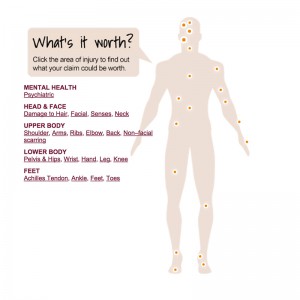 What's it worth?
Click the area of injury to find out
what your claim could be worth.
MENTAL HEALTH
Psychiatric
HEAD & FACE
Damage to Hair, Facial, Senses, Neck
UPPER BODY
Shoulder, Arms, Ribs, Elbow, Back, Non–facial
scarring
LOWER BODY
Pelvis & Hips, Wrist, Hand, Leg, Knee
FEET
Achilles Tendon, Ankle, Feet, Toes